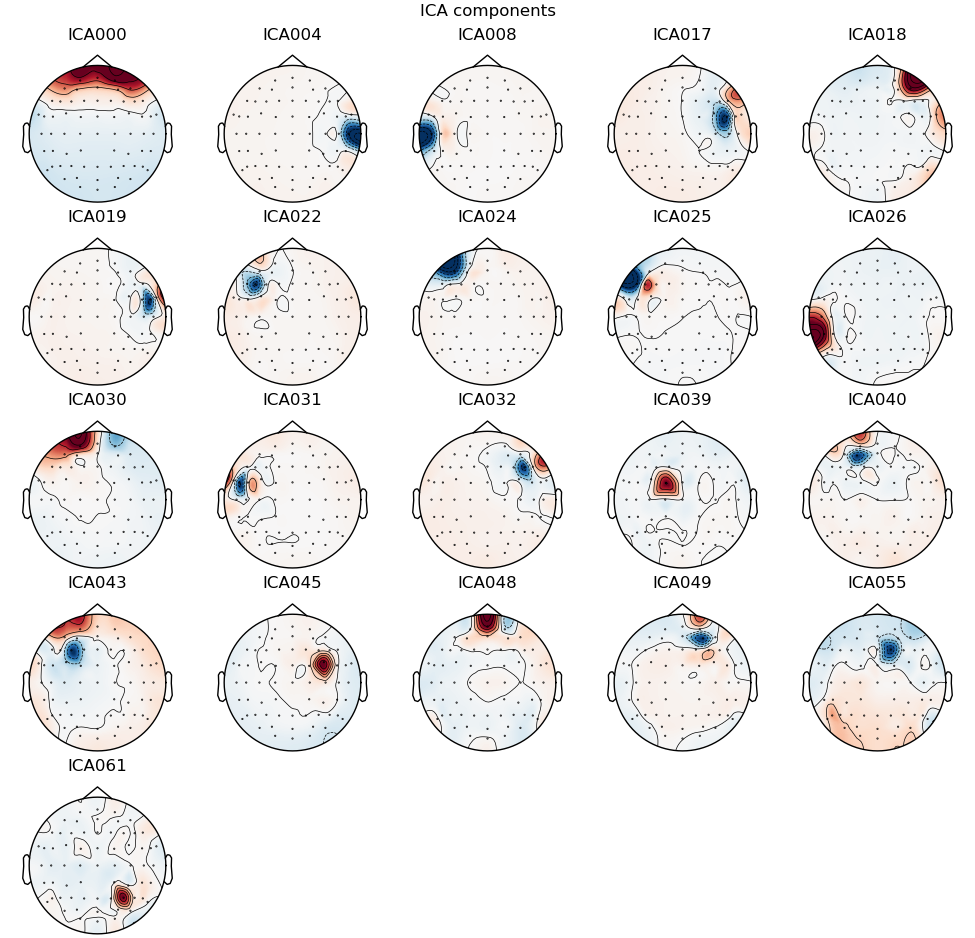 ICA components
ICA000 ICA004 ICA008 ICA017 ICA018
ICA019 ICA022 ICA024 ICA025 ICA026
ICA030 ICA031 ICA032 ICA039 ICA040
ICA043 ICA045 ICA048 ICA049 ICA055
ICA061